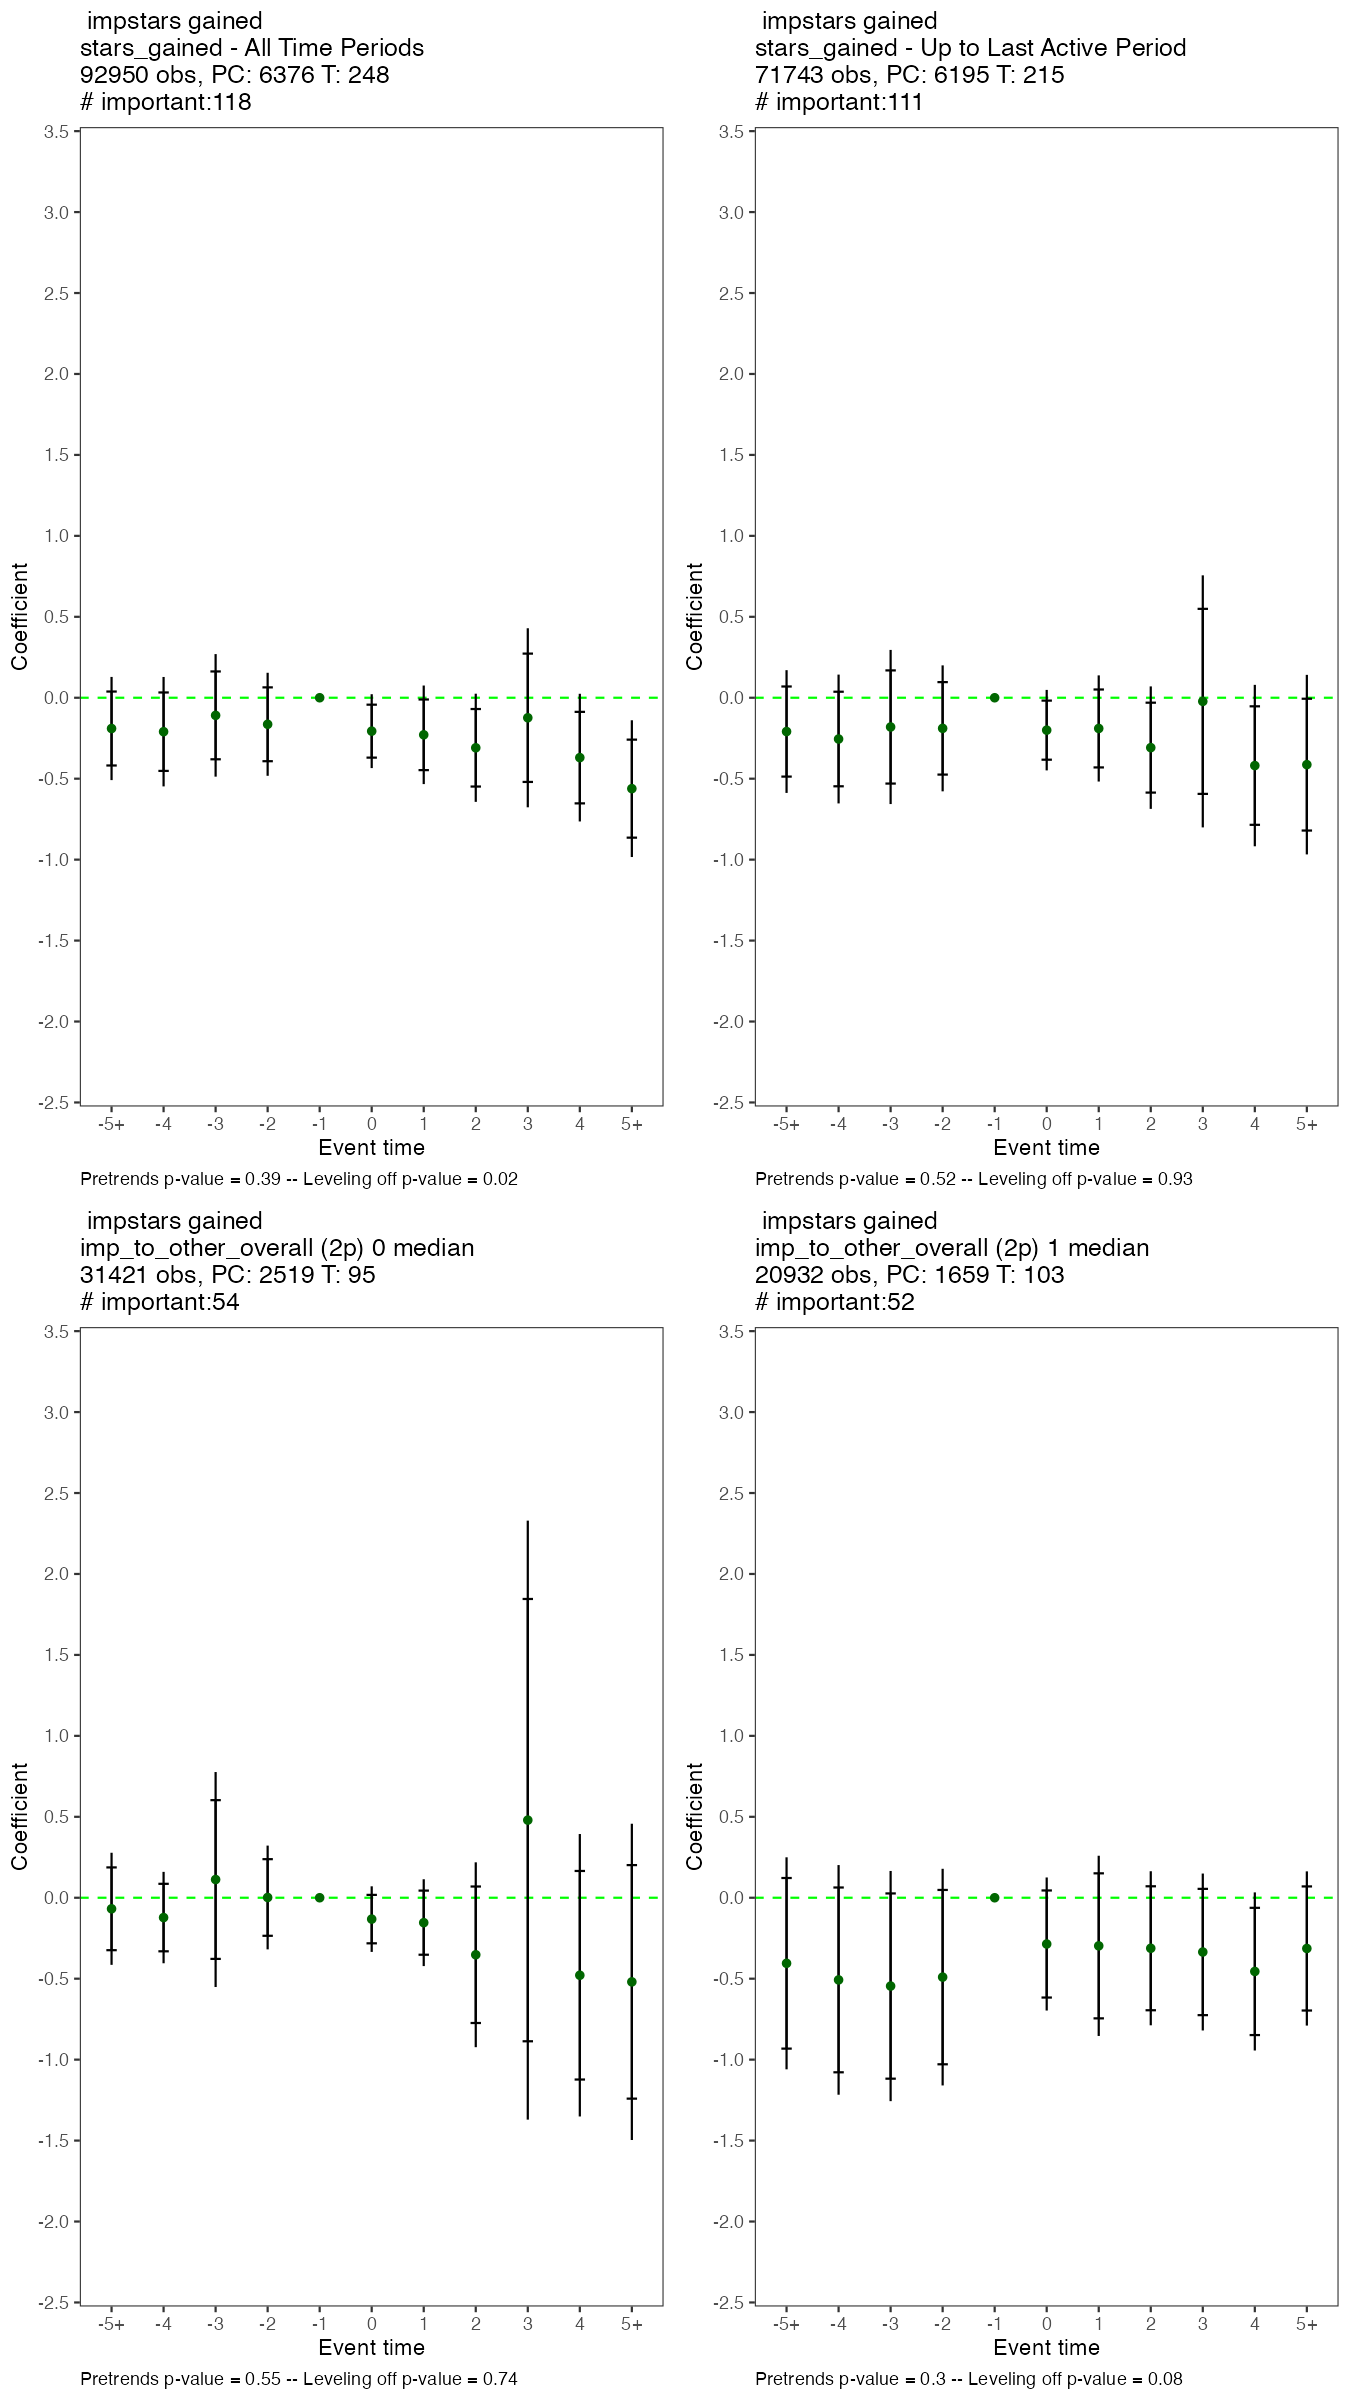 impstars gained
stars_gained - All Time Periods
92950 obs, PC: 6376 T: 248
# important:118
3.5
3.0
2.5
2.0
1.5
1.0
0.5
0.0
-0.5
-1.0
-1.5
-2.0
-2.5
Coefficient
-5+ -4 -3 -2 -1 0 1 2 3 4 5+
Event time
Pretrends p-value = 0.39 -- Leveling off p-value = 0.02
impstars gained
stars_gained - Up to Last Active Period
71743 obs, PC: 6195 T: 215
# important:111
3.5
3.0
2.5
2.0
1.5
1.0
0.5
0.0
-0.5
-1.0
-1.5
-2.0
-2.5
Coefficient
-5+ -4 -3 -2 -1 0 1 2 3 4 5+
Event time
Pretrends p-value = 0.52 -- Leveling off p-value = 0.93
impstars gained
imp_to_other_overall (2p) 0 median
31421 obs, PC: 2519 T: 95
# important:54
3.5
3.0
2.5
2.0
1.5
1.0
0.5
0.0
-0.5
-1.0
-1.5
-2.0
-2.5
Coefficient
-5+ -4 -3 -2 -1 0 1 2 3 4 5+
Event time
Pretrends p-value = 0.55 -- Leveling off p-value = 0.74
impstars gained
imp_to_other_overall (2p) 1 median
20932 obs, PC: 1659 T: 103
# important:52
3.5
3.0
2.5
2.0
1.5
1.0
0.5
0.0
-0.5
-1.0
-1.5
-2.0
-2.5
Coefficient
-5+ -4 -3 -2 -1 0 1 2 3 4 5+
Event time
Pretrends p-value = 0.3 -- Leveling off p-value = 0.08